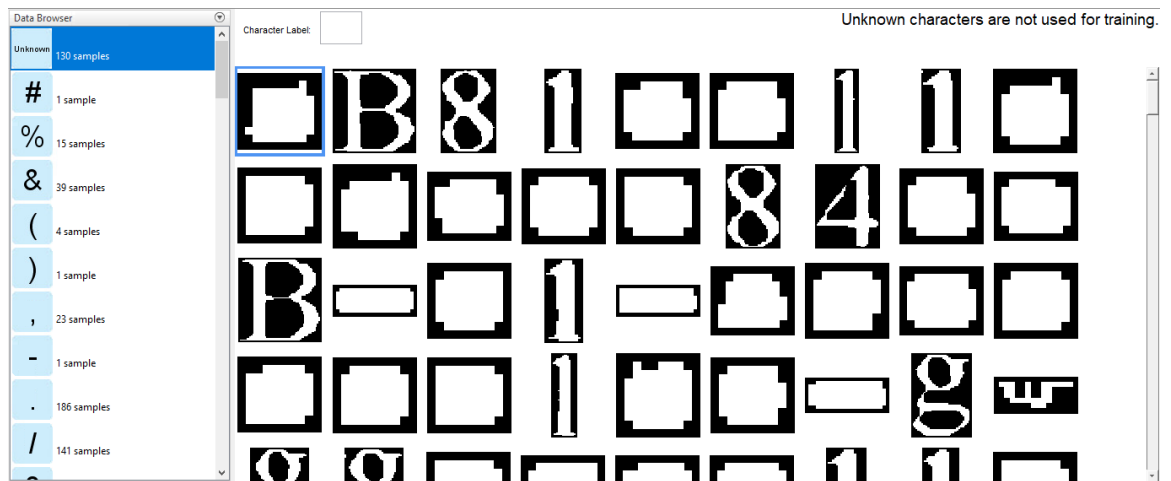 Data Browser
Character Label:
Unknown characters are not used for training.
Unknown 130 samples
# 1 sample
% 15 samples
& 39 samples
( 4 samples
) 1 sample
, 23 samples
- 1 sample
. 186 samples
/ 141 samples
B 8 1 1 1
8 4
B - 1 -
1 - g
g g 1 1